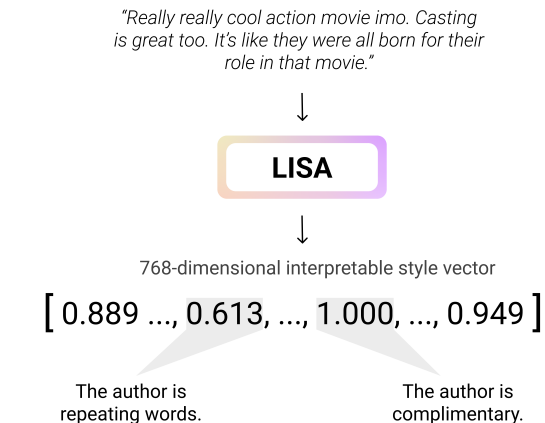 “Really really cool action movie imo. Casting
is great too. It’s like they were all born for their
role in that movie.”
LISA
768-dimensional interpretable style vector
[ 0.889 ..., 0.613, ..., 1.000, ..., 0.949 ]
The author is
repeating words.
The author is
complimentary.